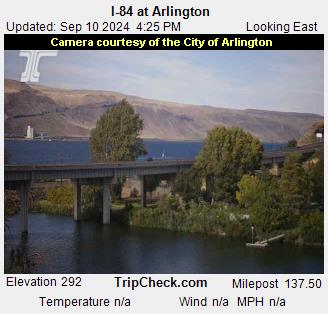 I-84 at Arlington
Updated: Sep 10 2024 4:25 PM Looking East
Camera courtesy of the City of Arlington
Elevation 292 TripCheck.com Milepost 137.50
Temperature n/a Wind n/a MPH n/a